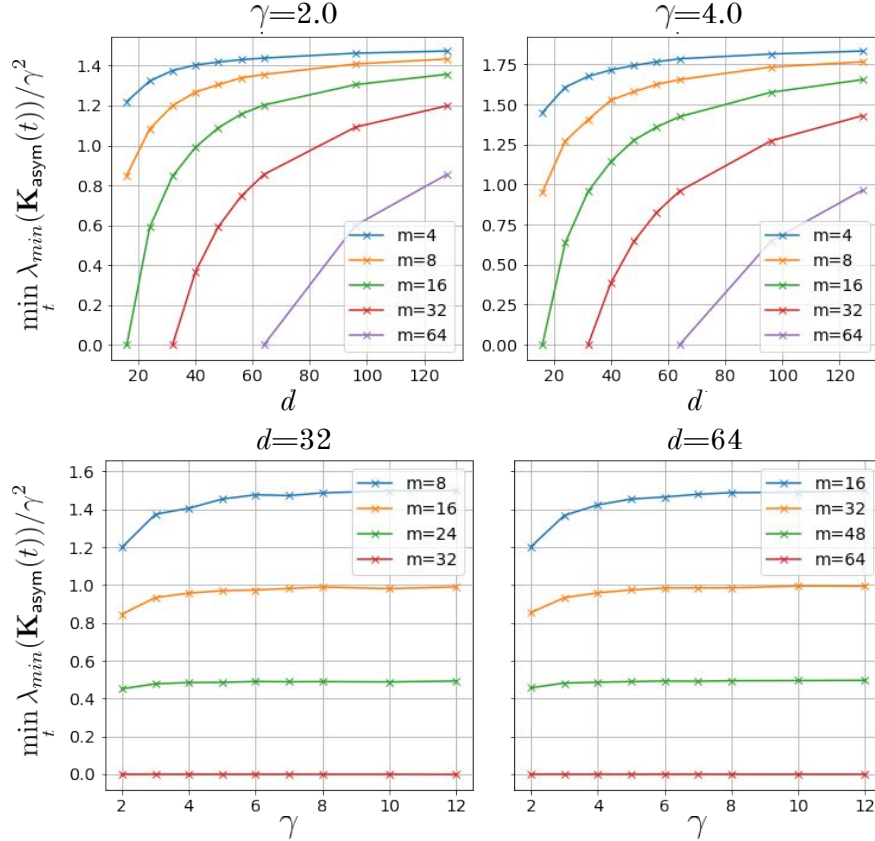 γ=2.0
γ=4.0
min_t λ_min(K_asym(t))/γ²
1.4
1.2
1.0
0.8
0.6
0.4
0.2
0.0
m=4
m=8
m=16
m=32
m=64
20 40 60 80 100 120
d
1.75
1.50
1.25
1.00
0.75
0.50
0.25
0.00
m=4
m=8
m=16
m=32
m=64
20 40 60 80 100 120
d
d=32
d=64
min_t λ_min(K_asym(t))/γ²
1.6
1.4
1.2
1.0
0.8
0.6
0.4
0.2
0.0
m=8
m=16
m=24
m=32
2 4 6 8 10 12
γ
m=16
m=32
m=48
m=64
2 4 6 8 10 12
γ